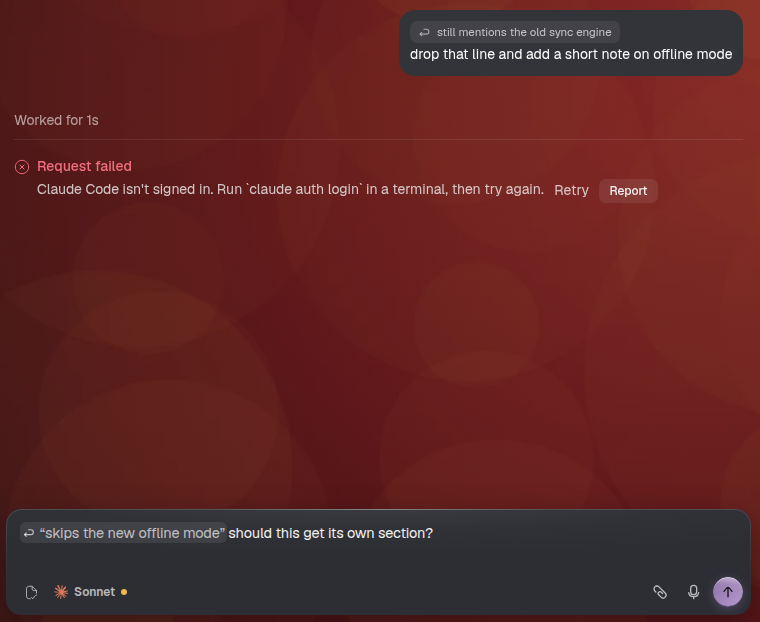 still mentions the old sync engine
drop that line and add a short note on offline mode
Worked for 1s
Request failed
Claude Code isn't signed in. Run `claude auth login` in a terminal, then try again. Retry Report
“skips the new offline mode” should this get its own section?
Sonnet